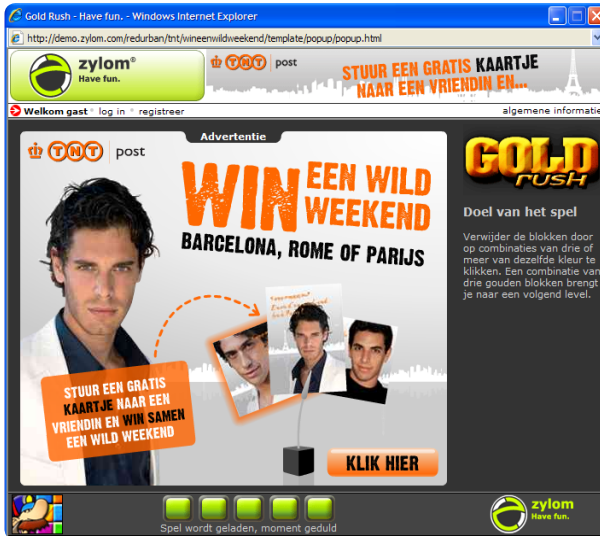 Gold Rush - Have fun. - Windows Internet Explorer
http://demo.zylom.com/redurban/tnt/wineenwildweekend/template/popup/popup.html
zylom®
Have fun.
TNT post
STUUR EEN GRATIS KAARTJE
NAAR EEN VRIENDIN EN...
Welkom gast * log in * registreer
algemene informatie
Advertentie
TNT post
WIN EEN WILD
WEEKEND
BARCELONA, ROME OF PARIJS
STUUR EEN GRATIS
KAARTJE NAAR EEN
VRIENDIN EN WIN SAMEN
EEN WILD WEEKEND
KLIK HIER
GOLD
RUSH
Doel van het spel
Verwijder de blokken door
op combinaties van drie of
meer van dezelfde kleur te
klikken. Een combinatie van
drie gouden blokken brengt
je naar een volgend level.
Spel wordt geladen, moment geduld
zylom
Have fun.